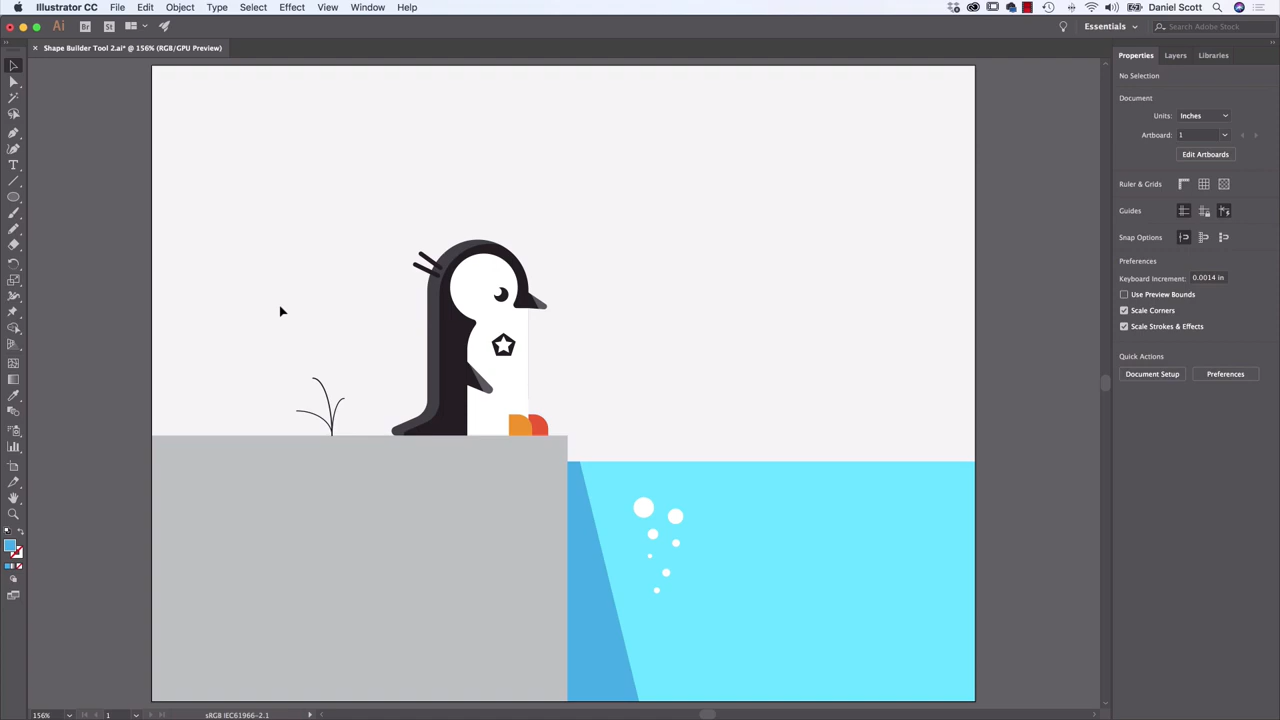 Illustrator CC File Edit Object Type Select Effect View Window Help Daniel Scott
Ai Br St Essentials Search Adobe Stock
× Shape Builder Tool 2.ai* @ 156% (RGB/GPU Preview)
Properties Layers Libraries
No Selection
Document
Units: Inches
Artboard: 1
Edit Artboards
Ruler & Grids
Guides
Snap Options
Preferences
Keyboard Increment: 0.0014 in
Use Preview Bounds
Scale Corners
Scale Strokes & Effects
Quick Actions
Document Setup Preferences
156% 1 sRGB IEC61966-2.1